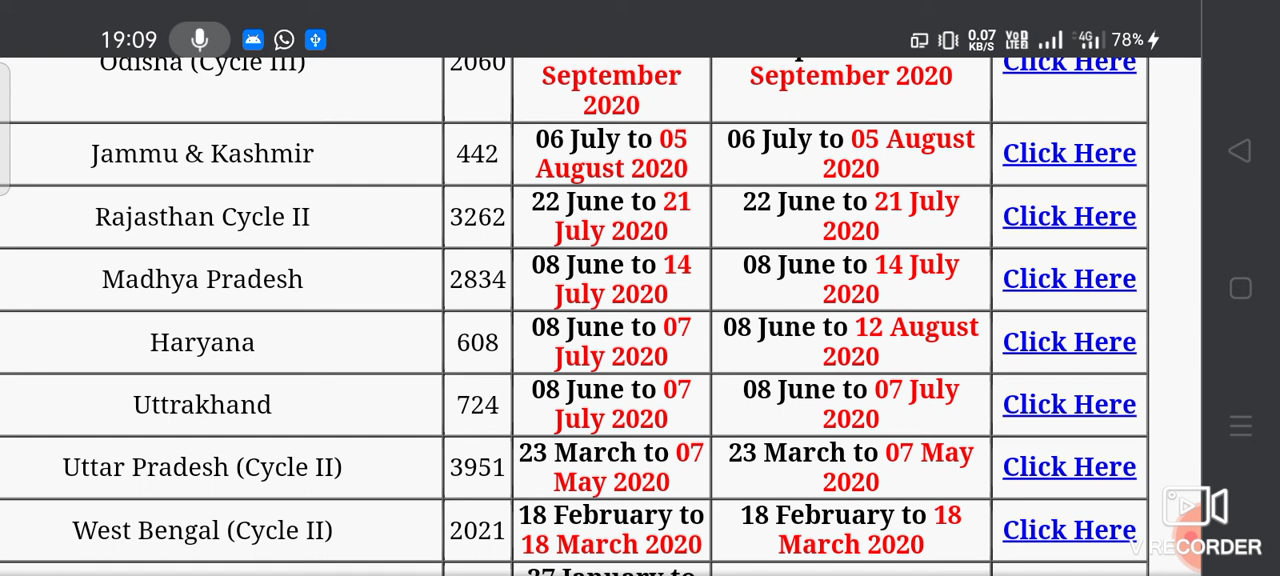 19:09
0.07 KB/S
VoD LTE2
4G
78%
Odisha (Cycle III) 2060
September 2020
September 2020
Click Here
Jammu & Kashmir 442
06 July to 05
August 2020
06 July to 05 August
2020
Click Here
Rajasthan Cycle II 3262
22 June to 21
July 2020
22 June to 21 July
2020
Click Here
Madhya Pradesh 2834
08 June to 14
July 2020
08 June to 14 July
2020
Click Here
Haryana 608
08 June to 07
July 2020
08 June to 12 August
2020
Click Here
Uttrakhand 724
08 June to 07
July 2020
08 June to 07 July
2020
Click Here
Uttar Pradesh (Cycle II) 3951
23 March to 07
May 2020
23 March to 07 May
2020
Click Here
West Bengal (Cycle II) 2021
18 February to
18 March 2020
18 February to 18
March 2020
Click Here
27 January to
V RECORDER